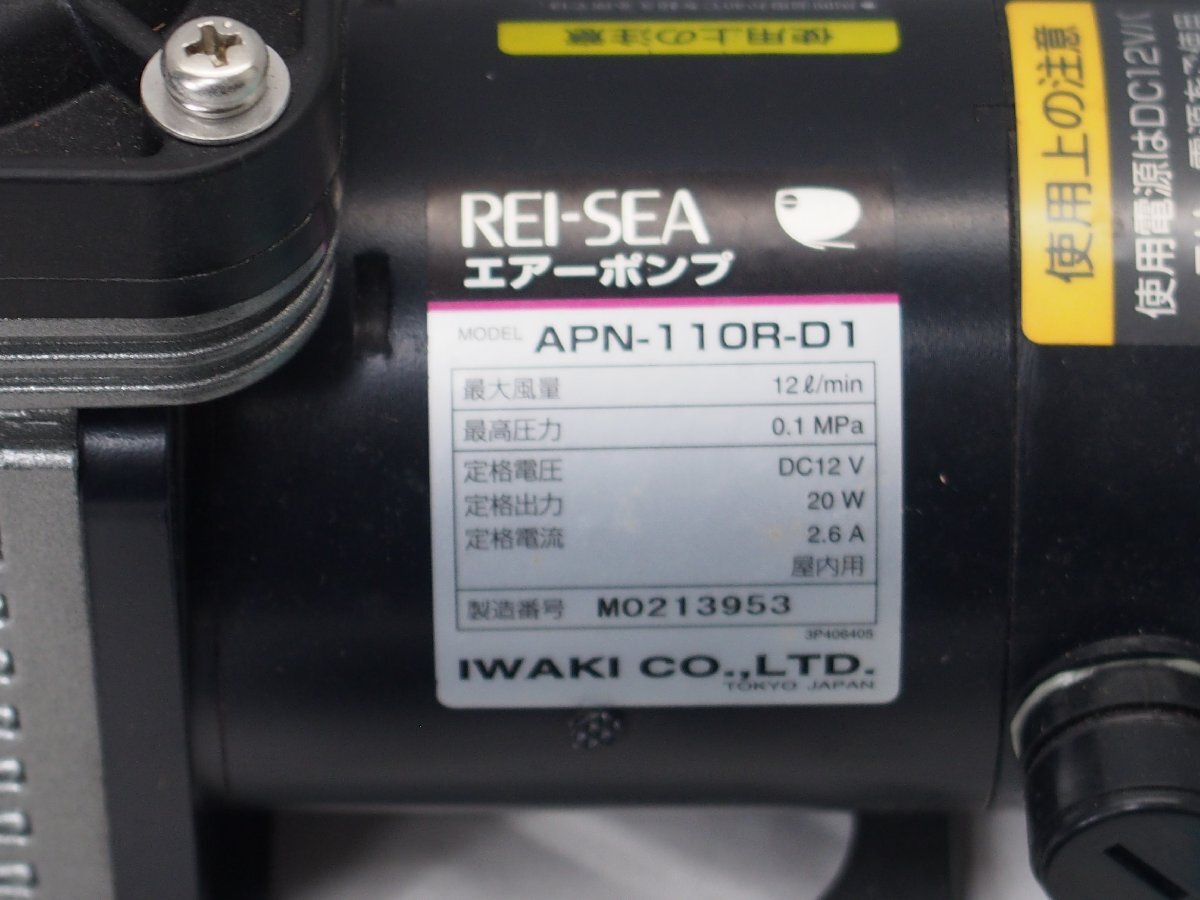 使用上の注意
REI-SEA
エアーポンプ
MODEL APN-110R-D1
最大風量 12ℓ/min
最高圧力 0.1 MPa
定格電圧 DC12 V
定格出力 20 W
定格電流 2.6 A
屋内用
製造番号 M0213953
3P406405
IWAKI CO.,LTD.
TOKYO JAPAN
使用上の注意
使用電源はDC12V